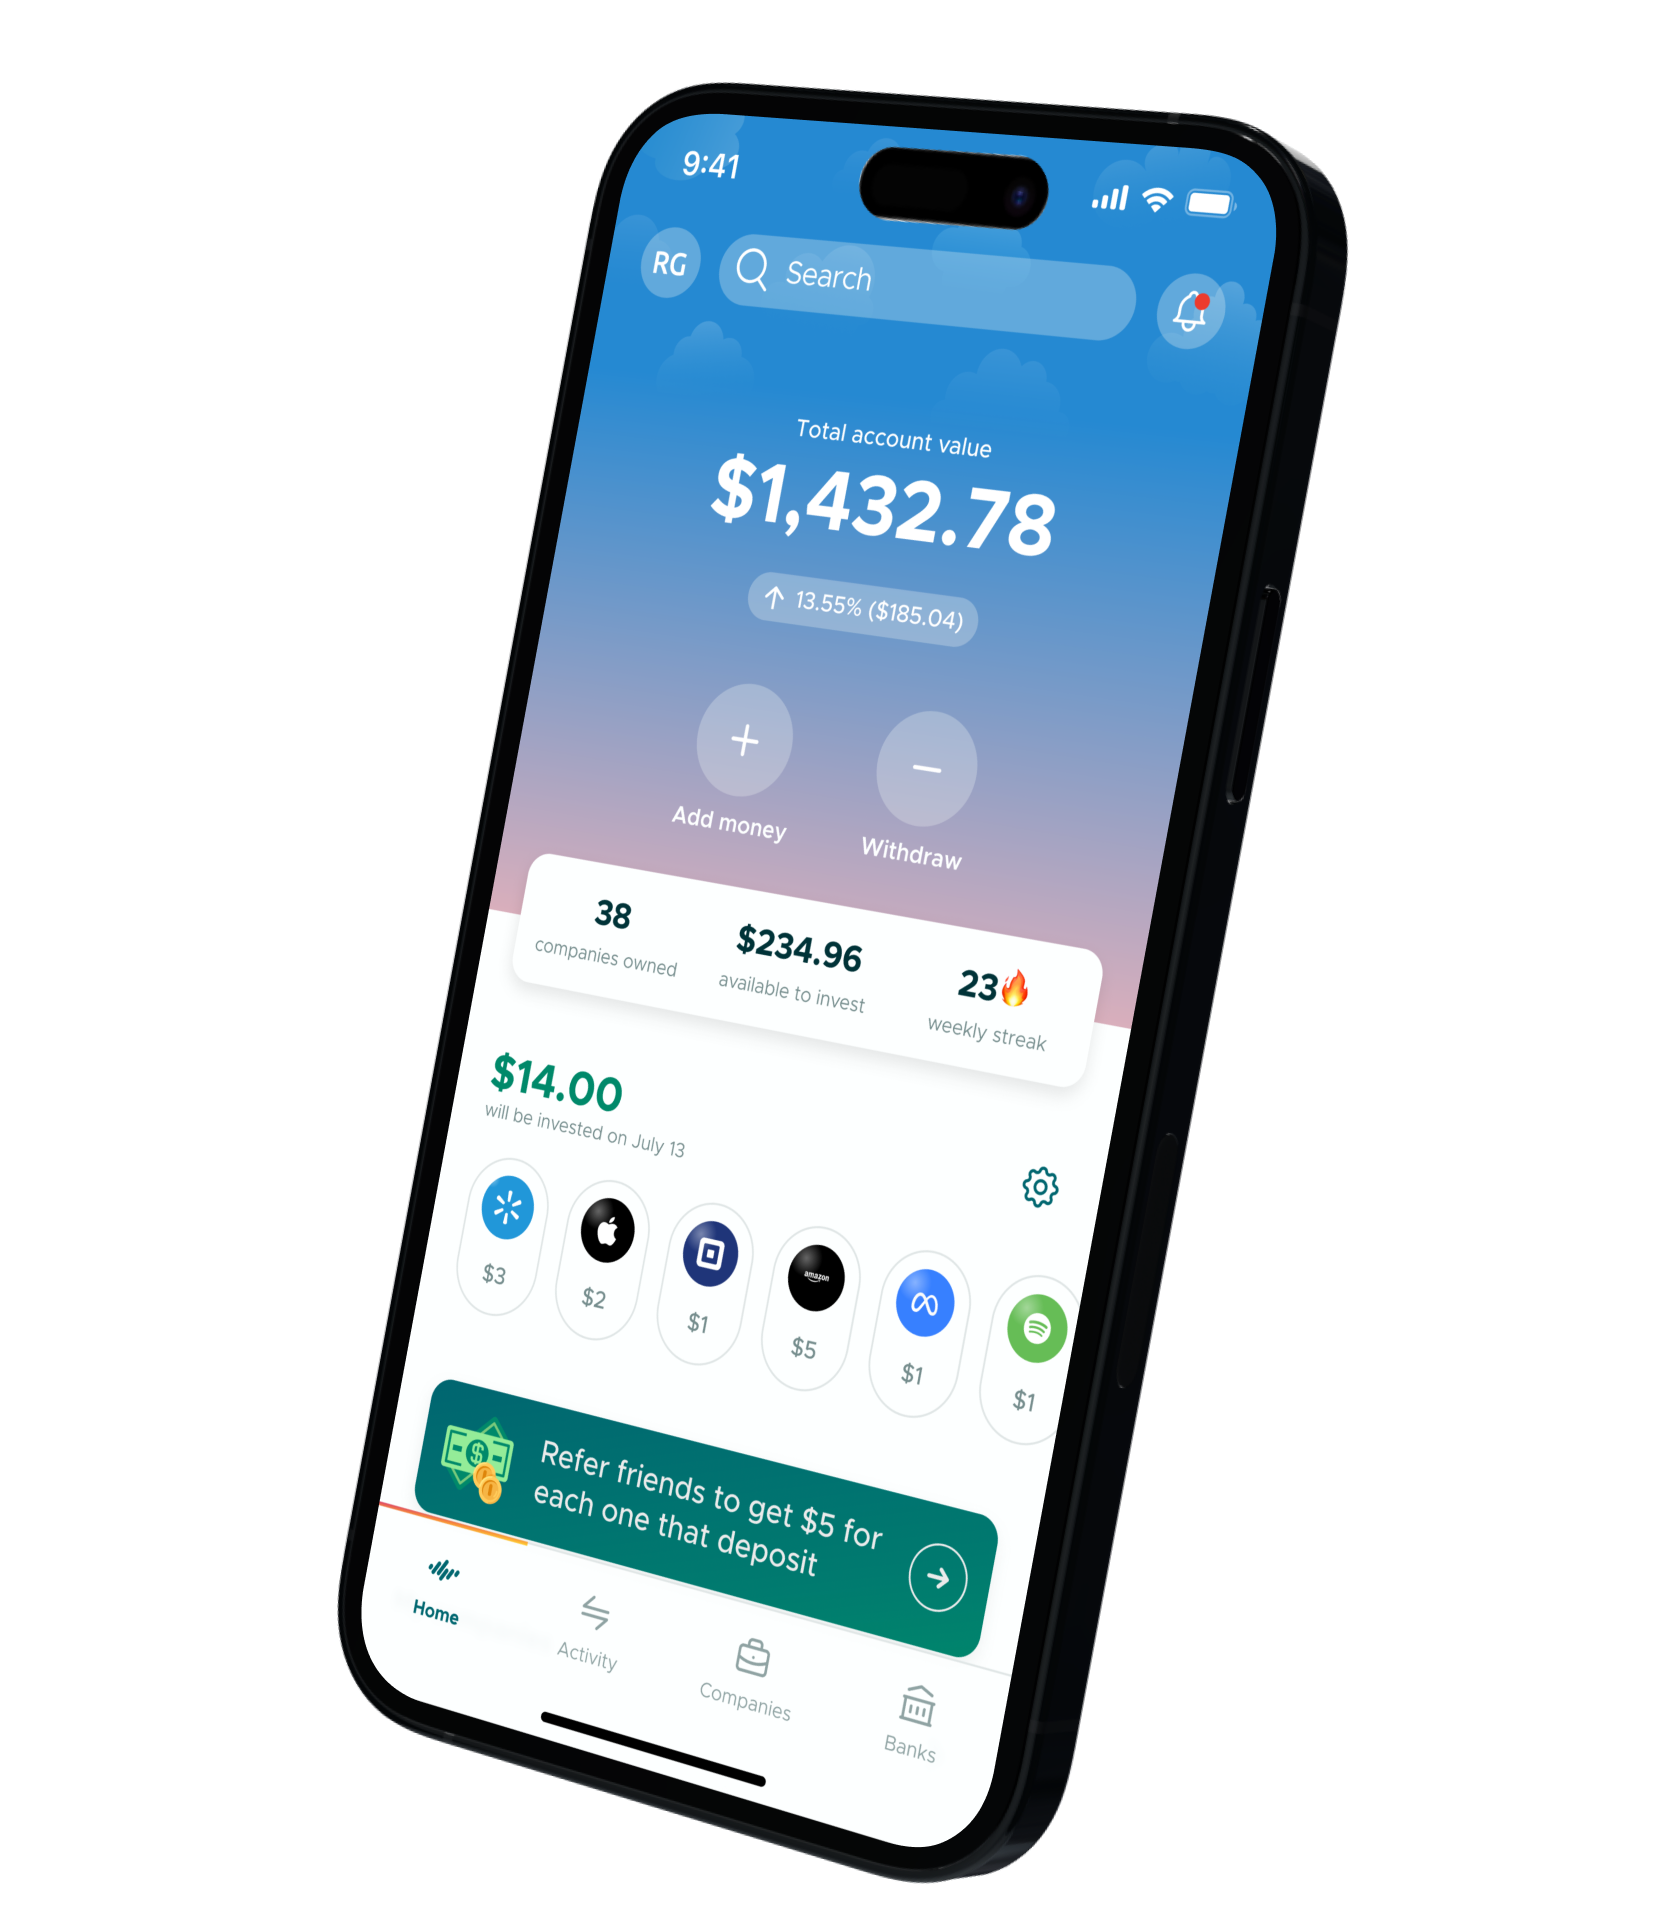 9:41
RG
Search
Total account value
$1,432.78
↑ 13.55% ($185.04)
Add money
Withdraw
38
companies owned
$234.96
available to invest
23🔥
weekly streak
$14.00
will be invested on July 13
amazon
$3
$2
$1
$5
$1
$1
$
Refer friends to get $5 for
each one that deposit
Home
Activity
Companies
Banks